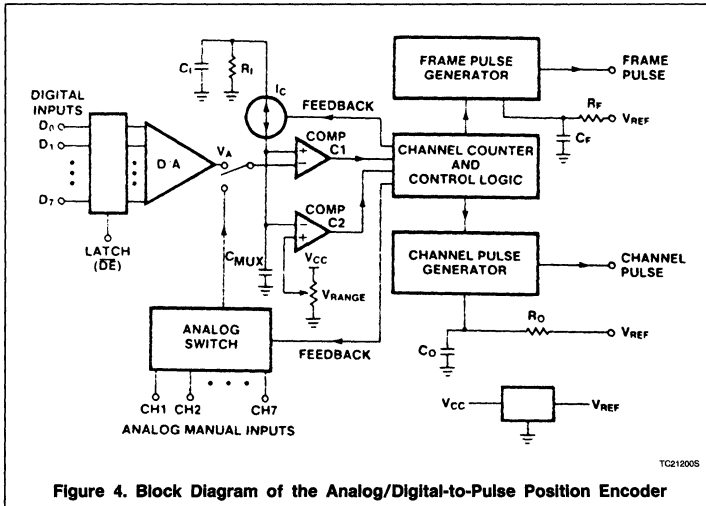 FRAME PULSE
GENERATOR
FRAME
PULSE
CI
RI
IC
FEEDBACK
RF
VREF
CF
DIGITAL
INPUTS
D0
D1
D7
D/A
VA
COMP
C1
CHANNEL COUNTER
AND
CONTROL LOGIC
COMP
C2
LATCH
(DE)
CMUX
VCC
VRANGE
CHANNEL PULSE
GENERATOR
CHANNEL
PULSE
ANALOG
SWITCH
FEEDBACK
CO
RO
VREF
CH1 CH2 CH7
ANALOG MANUAL INPUTS
VCC
VREF
TC21200S
Figure 4. Block Diagram of the Analog/Digital-to-Pulse Position Encoder